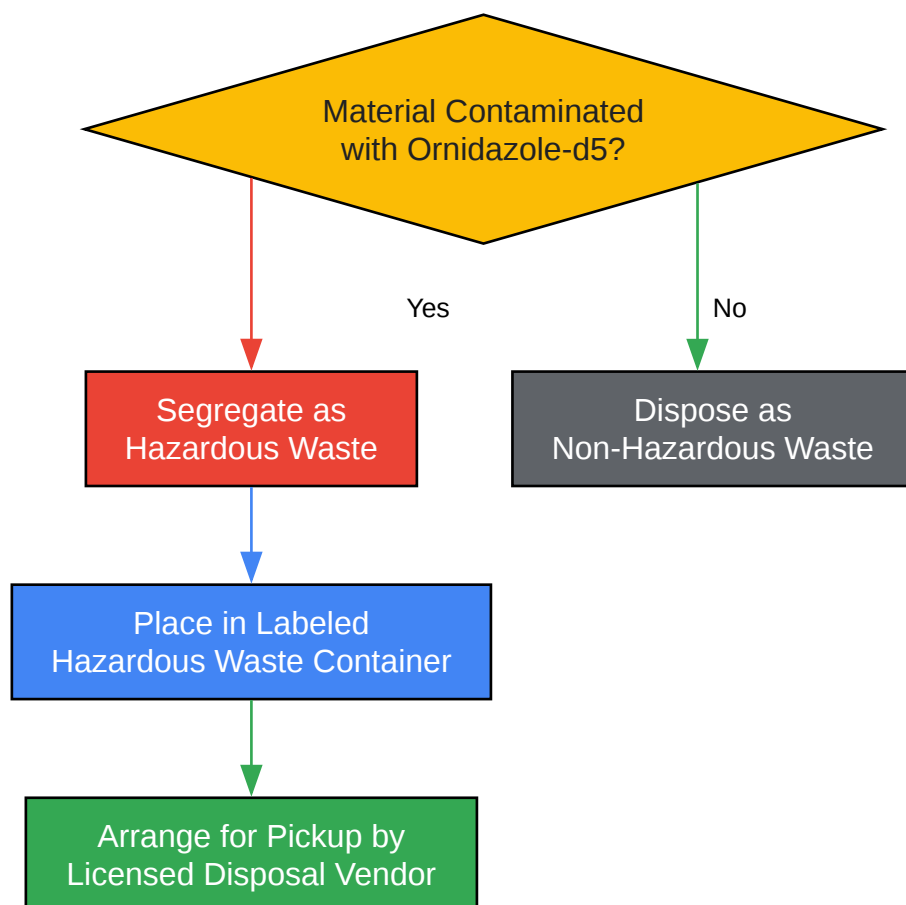 Material Contaminated
with Ornidazole-d5?
Yes
No
Segregate as
Hazardous Waste
Dispose as
Non-Hazardous Waste
Place in Labeled
Hazardous Waste Container
Arrange for Pickup by
Licensed Disposal Vendor